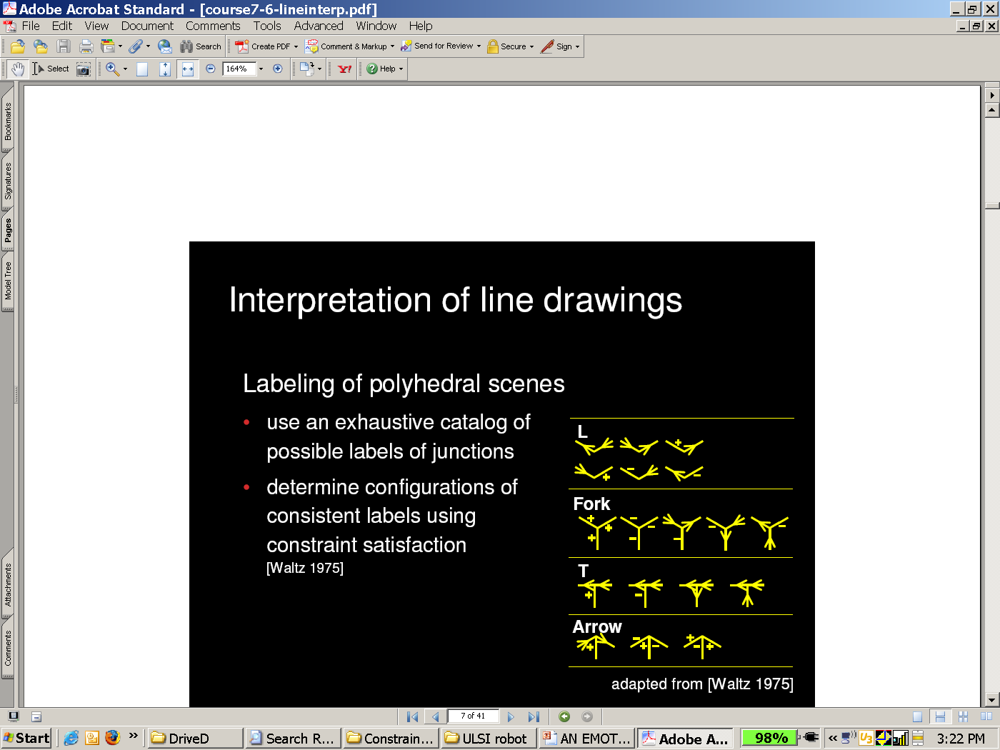 Adobe Acrobat Standard - [course7-6-lineinterp.pdf]
File Edit View Document Comments Tools Advanced Window Help
Search Create PDF Comment & Markup Send for Review Secure Sign
Select 164% Y! Help
Bookmarks
Signatures
Pages
Model Tree
Attachments
Comments
Interpretation of line drawings
Labeling of polyhedral scenes
• use an exhaustive catalog of
possible labels of junctions
• determine configurations of
consistent labels using
constraint satisfaction
[Waltz 1975]
L
+
+ - -
Fork
+ + + - - - - - -
T
+ -
Arrow
+ - + - + - +
adapted from [Waltz 1975]
7 of 41
Start » DriveD Search R... Constrain... ULSI robot AN EMOT... Adobe A... 98% « U3 3:22 PM